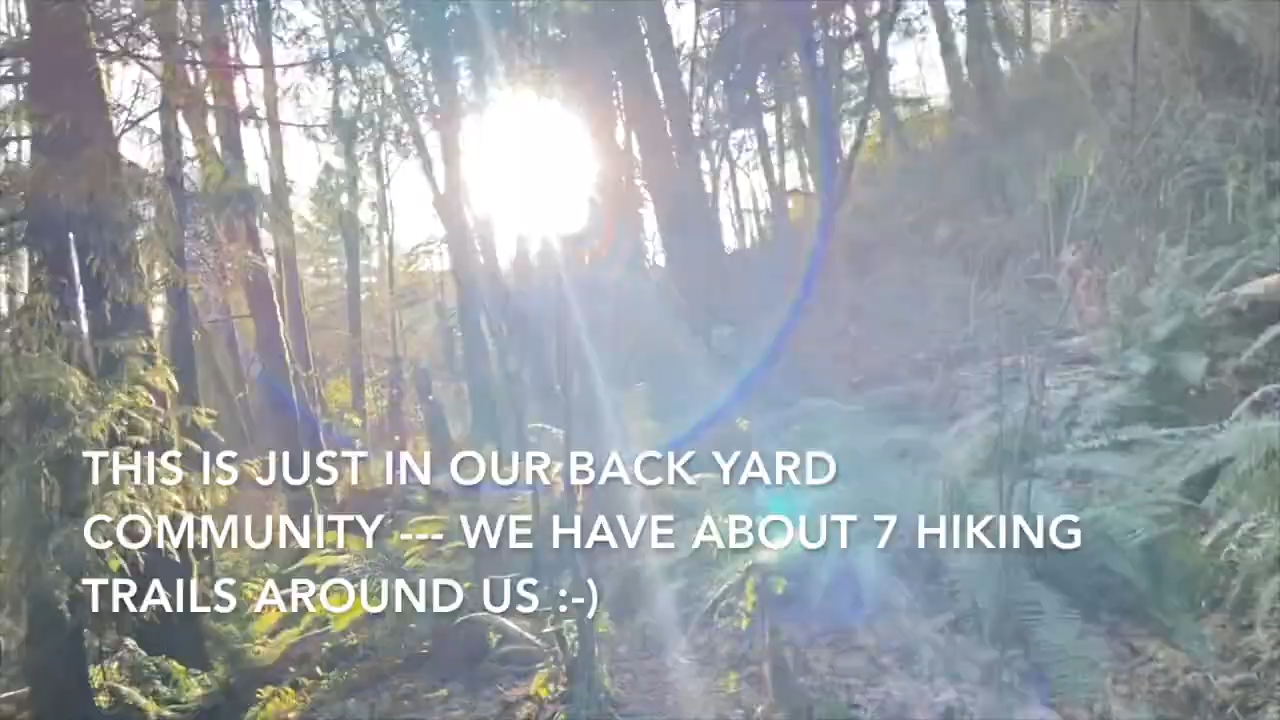 THIS IS JUST IN OUR BACK YARD
COMMUNITY --- WE HAVE ABOUT 7 HIKING
TRAILS AROUND US :-)